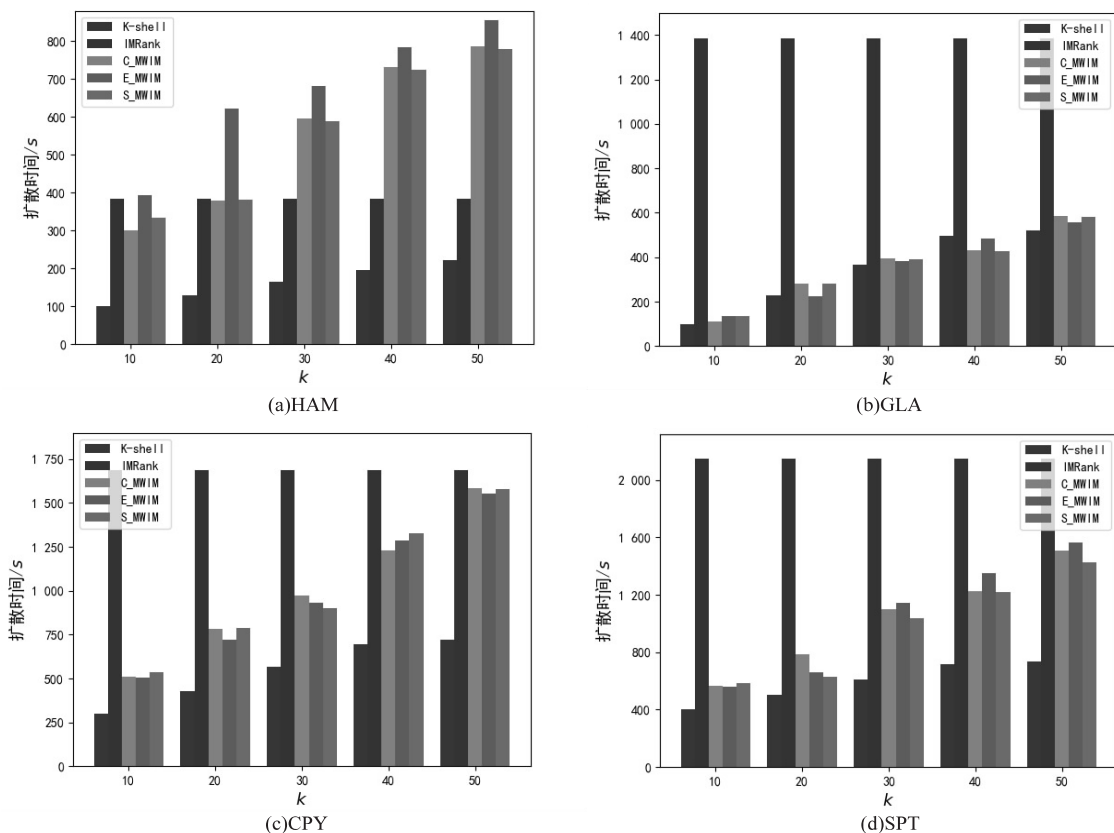 K-shell
IMRank
C_MWIM
E_MWIM
S_MWIM
扩散时间/s
800
700
600
500
400
300
200
100
0
10 20 30 40 50
k
(a)HAM
K-shell
IMRank
C_MWIM
E_MWIM
S_MWIM
扩散时间/s
1 400
1 200
1 000
800
600
400
200
0
10 20 30 40 50
k
(b)GLA
K-shell
IMRank
C_MWIM
E_MWIM
S_MWIM
扩散时间/s
1 750
1 500
1 250
1 000
750
500
250
0
10 20 30 40 50
k
(c)CPY
K-shell
IMRank
C_MWIM
E_MWIM
S_MWIM
扩散时间/s
2 000
1 600
1 200
800
400
0
10 20 30 40 50
k
(d)SPT